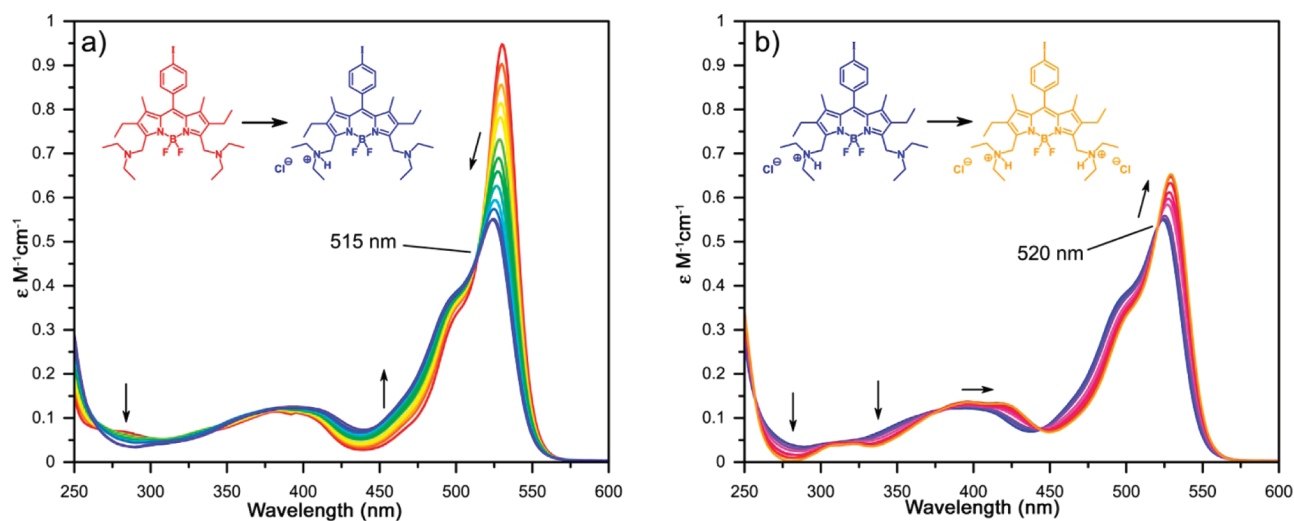 a)
I
N
N
B
F
F
N
N
I
N
N
B
F
F
N
H
⊕
Cl
⊖
N
515 nm
ε M-1cm-1
1
0.9
0.8
0.7
0.6
0.5
0.4
0.3
0.2
0.1
0
250 300 350 400 450 500 550 600
Wavelength (nm)
b)
I
N
N
B
F
F
N
H
⊕
Cl
⊖
N
I
N
N
B
F
F
N
H
⊕
Cl
⊖
N
H
⊕
⊖
Cl
520 nm
ε M-1cm-1
1
0.9
0.8
0.7
0.6
0.5
0.4
0.3
0.2
0.1
0
250 300 350 400 450 500 550 600
Wavelength (nm)